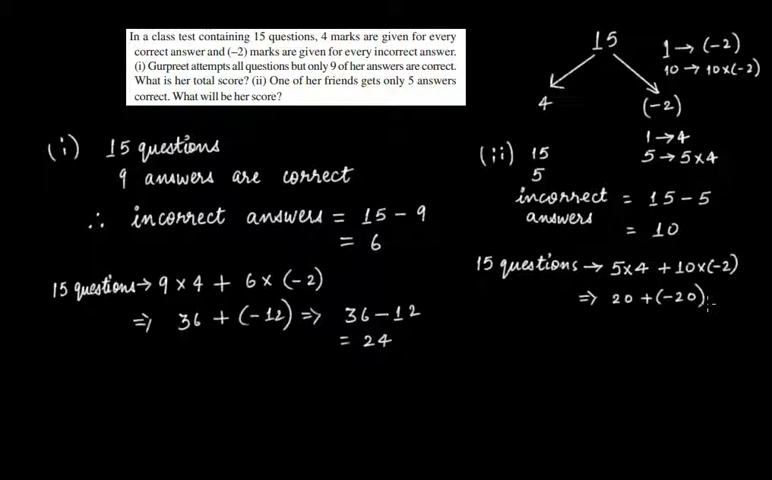 In a class test containing 15 questions, 4 marks are given for every
correct answer and (–2) marks are given for every incorrect answer.
(i) Gurpreet attempts all questions but only 9 of her answers are correct.
What is her total score? (ii) One of her friends gets only 5 answers
correct. What will be her score?
15
4 (-2)
1 → (-2)
10 → 10×(-2)
1 → 4
5 → 5×4
(i) 15 questions
9 answers are correct
∴ incorrect answers = 15 - 9
= 6
15 questions → 9 × 4 + 6 × (-2)
⇒ 36 + (-12) ⇒ 36 - 12
= 24
(ii) 15
5
incorrect answers = 15 - 5
= 10
15 questions → 5×4 + 10×(-2)
⇒ 20 + (-20)